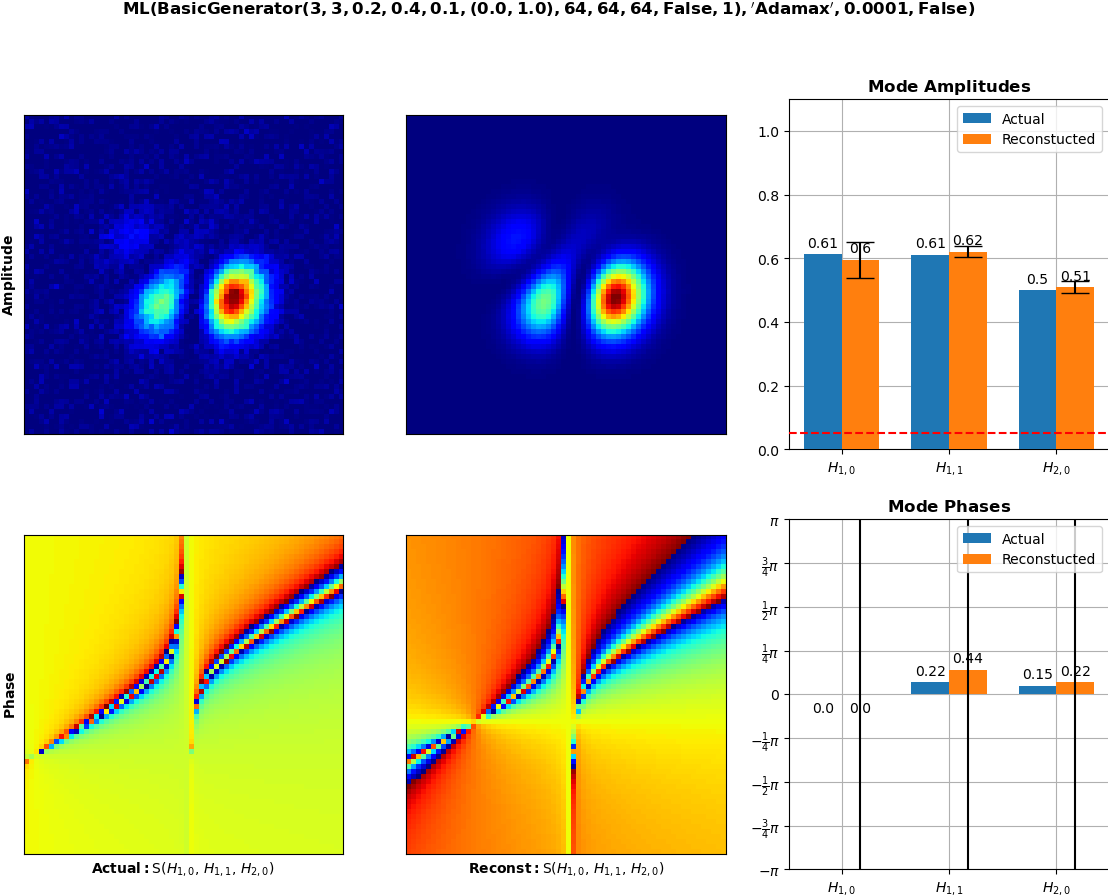 ML(BasicGenerator(3, 3, 0.2, 0.4, 0.1, (0.0, 1.0), 64, 64, 64, False, 1), ′Adamax′, 0.0001, False)
Amplitude
Mode Amplitudes
Actual
Reconstucted
1.0
0.8
0.6
0.4
0.2
0.0
0.61 0.6 0.61 0.62 0.5 0.51
H1, 0 H1, 1 H2, 0
Phase
Actual: S(H1, 0, H1, 1, H2, 0)
Reconst: S(H1, 0, H1, 1, H2, 0)
Mode Phases
Actual
Reconstucted
π
3/4π
1/2π
1/4π
0
−1/4π
−1/2π
−3/4π
−π
0.0 0.0 0.22 0.44 0.15 0.22
H1, 0 H1, 1 H2, 0